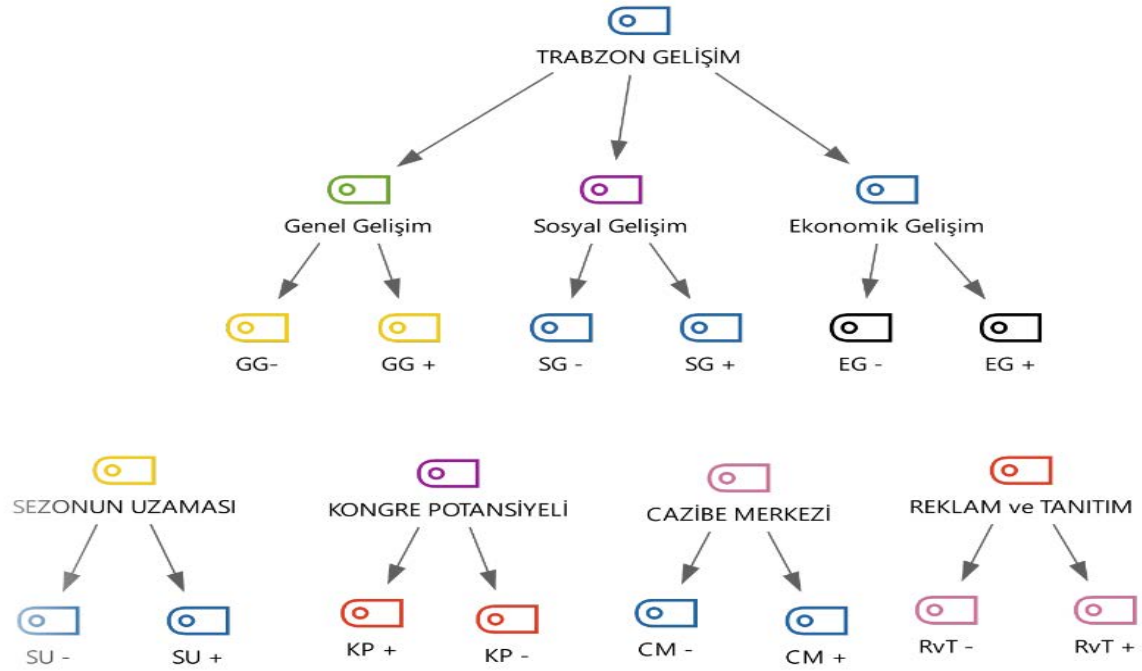 TRABZON GELİŞİM
Genel Gelişim
Sosyal Gelişim
Ekonomik Gelişim
GG-
GG +
SG -
SG +
EG -
EG +
SEZONUN UZAMASI
KONGRE POTANSİYELİ
CAZİBE MERKEZİ
REKLAM ve TANITIM
SU -
SU +
KP +
KP -
CM -
CM +
RvT -
RvT +